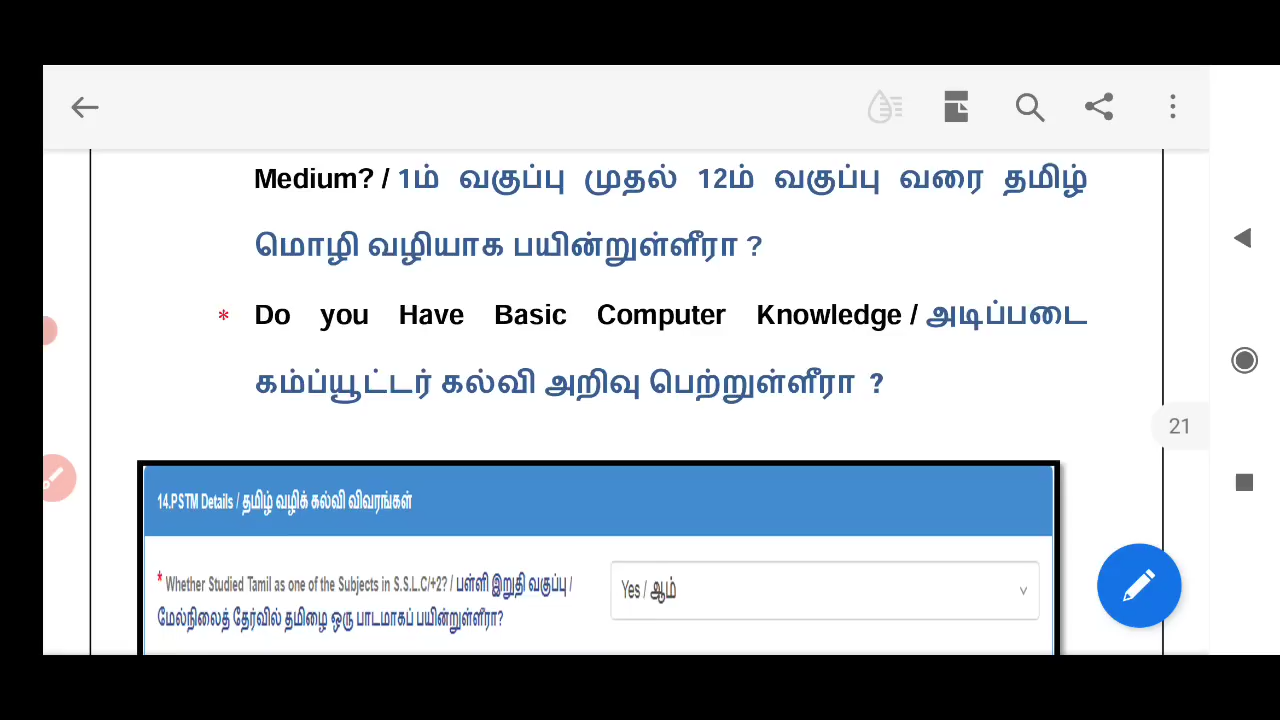 Medium? / 1ம் வகுப்பு முதல் 12ம் வகுப்பு வரை தமிழ்
மொழி வழியாக பயின்றுள்ளீரா ?
* Do you Have Basic Computer Knowledge / அடிப்படை
கம்ப்யூட்டர் கல்வி அறிவு பெற்றுள்ளீரா ?
21
14.PSTM Details / தமிழ் வழிக் கல்வி விவரங்கள்
* Whether Studied Tamil as one of the Subjects in S.S.L.C/+2? / பள்ளி இறுதி வகுப்பு /
மேல்நிலைத் தேர்வில் தமிழை ஒரு பாடமாகப் பயின்றுள்ளீரா?
Yes / ஆம்